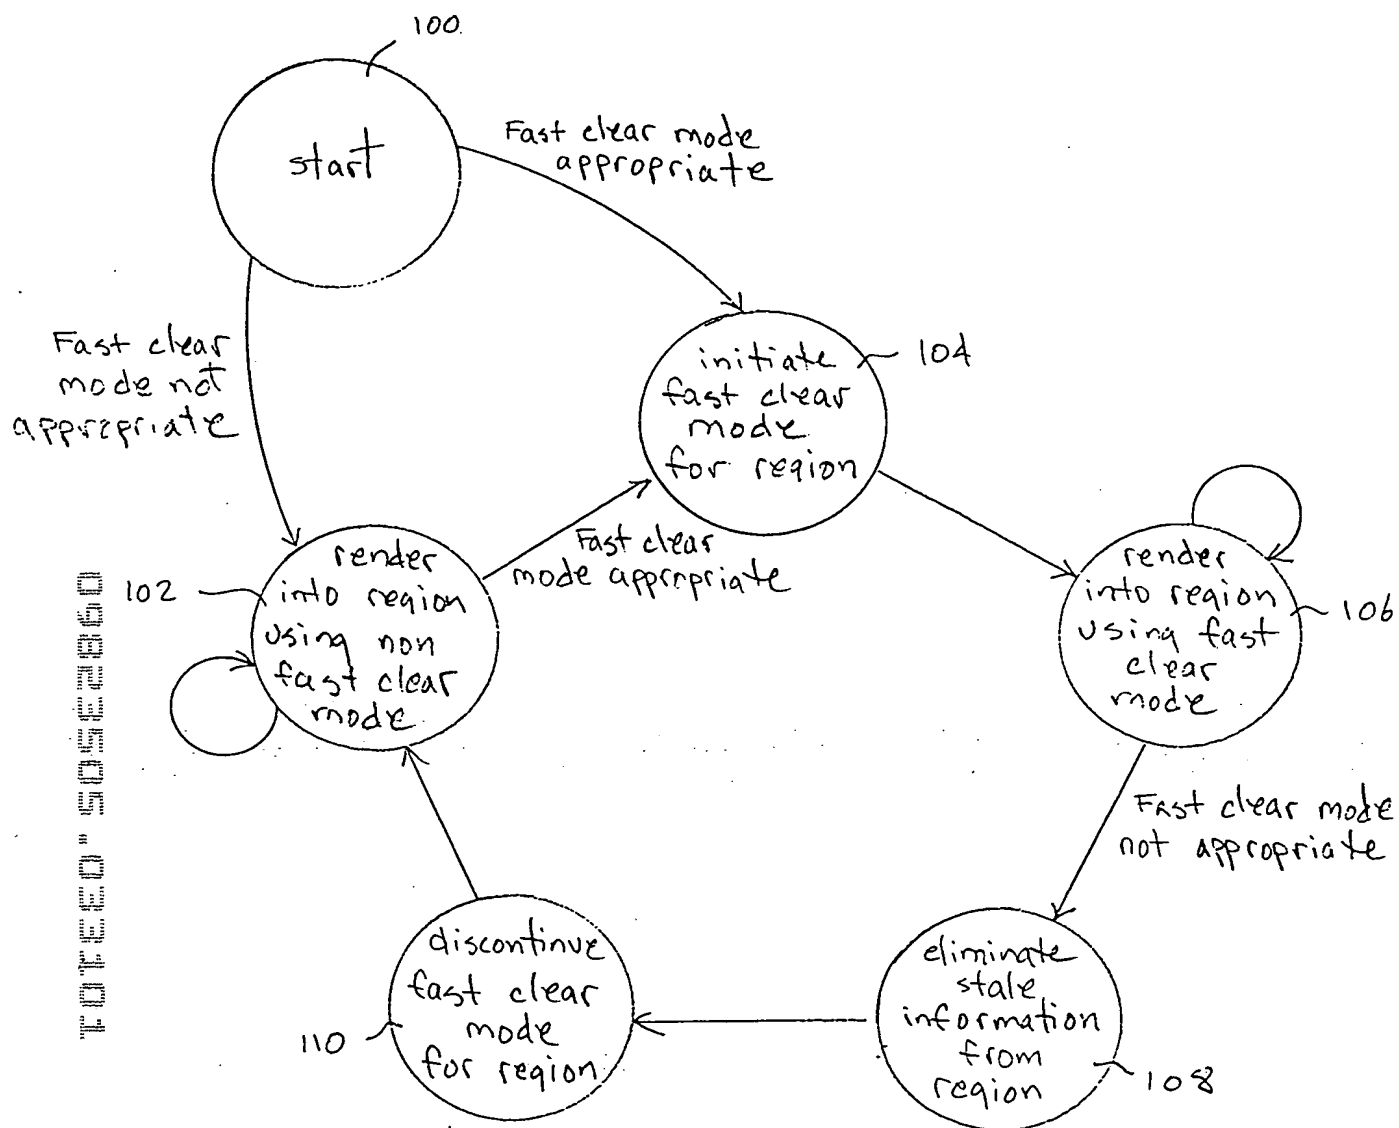 100
start
Fast clear mode
appropriate
Fast clear
mode not
appropriate
initiate
fast clear
mode
for region
104
Fast clear
mode appropriate
102
render
into region
using non
fast clear
mode
render
into region
using fast
clear
mode
106
Fast clear mode
not appropriate
discontinue
fast clear
mode
for region
110
eliminate
stale
information
from
region
108
09823505.033101